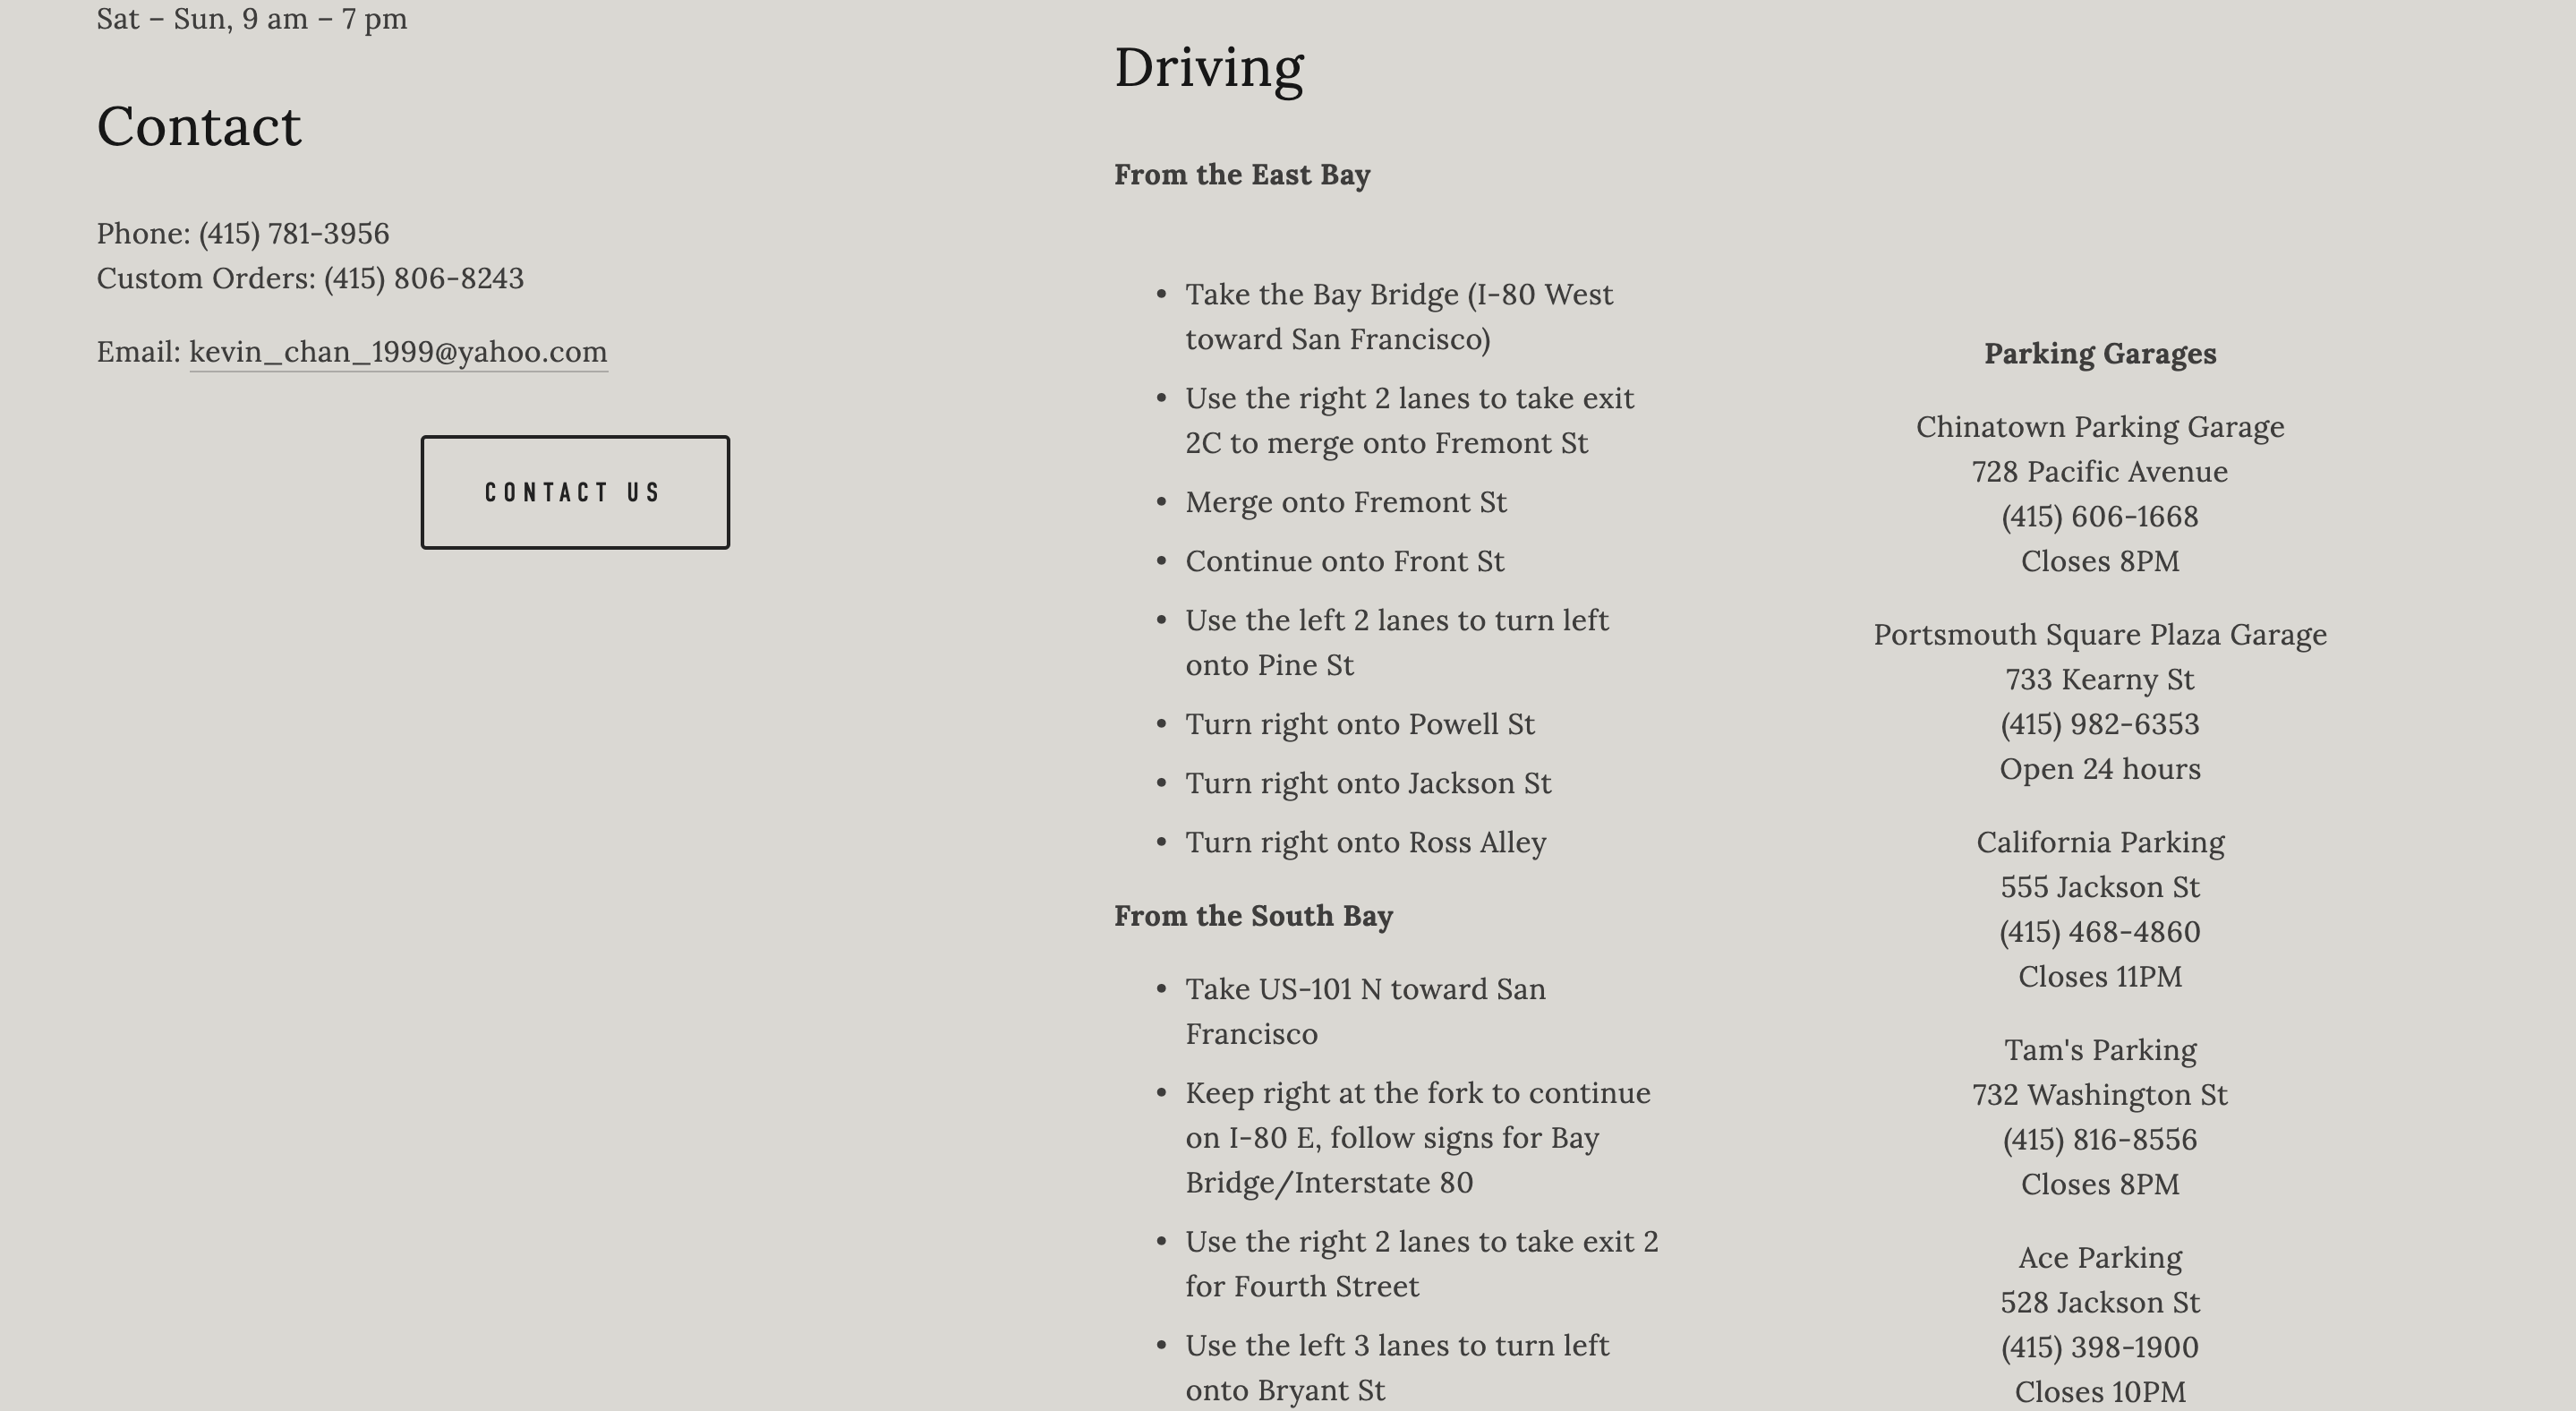 Sat – Sun, 9 am – 7 pm
Contact
Phone: (415) 781-3956
Custom Orders: (415) 806-8243
Email: kevin_chan_1999@yahoo.com
CONTACT US
Driving
From the East Bay
• Take the Bay Bridge (I-80 West
toward San Francisco)
• Use the right 2 lanes to take exit
2C to merge onto Fremont St
• Merge onto Fremont St
• Continue onto Front St
• Use the left 2 lanes to turn left
onto Pine St
• Turn right onto Powell St
• Turn right onto Jackson St
• Turn right onto Ross Alley
From the South Bay
• Take US-101 N toward San
Francisco
• Keep right at the fork to continue
on I-80 E, follow signs for Bay
Bridge/Interstate 80
• Use the right 2 lanes to take exit 2
for Fourth Street
• Use the left 3 lanes to turn left
onto Bryant St
Parking Garages
Chinatown Parking Garage
728 Pacific Avenue
(415) 606-1668
Closes 8PM
Portsmouth Square Plaza Garage
733 Kearny St
(415) 982-6353
Open 24 hours
California Parking
555 Jackson St
(415) 468-4860
Closes 11PM
Tam's Parking
732 Washington St
(415) 816-8556
Closes 8PM
Ace Parking
528 Jackson St
(415) 398-1900
Closes 10PM